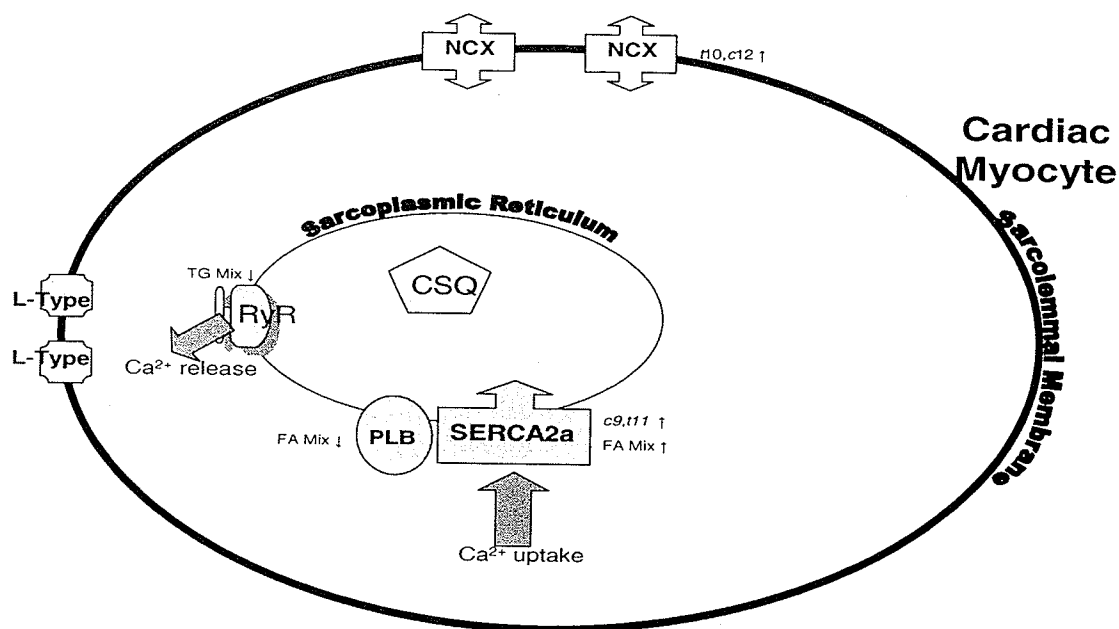 NCX
NCX
t10,c12 ↑
Cardiac
Myocyte
Sarcoplasmic Reticulum
Sarcolemmal Membrane
TG Mix ↓
CSQ
L-Type
RyR
L-Type
Ca²⁺ release
c9,t11 ↑
FA Mix ↓
PLB
SERCA2a
FA Mix ↑
Ca²⁺ uptake